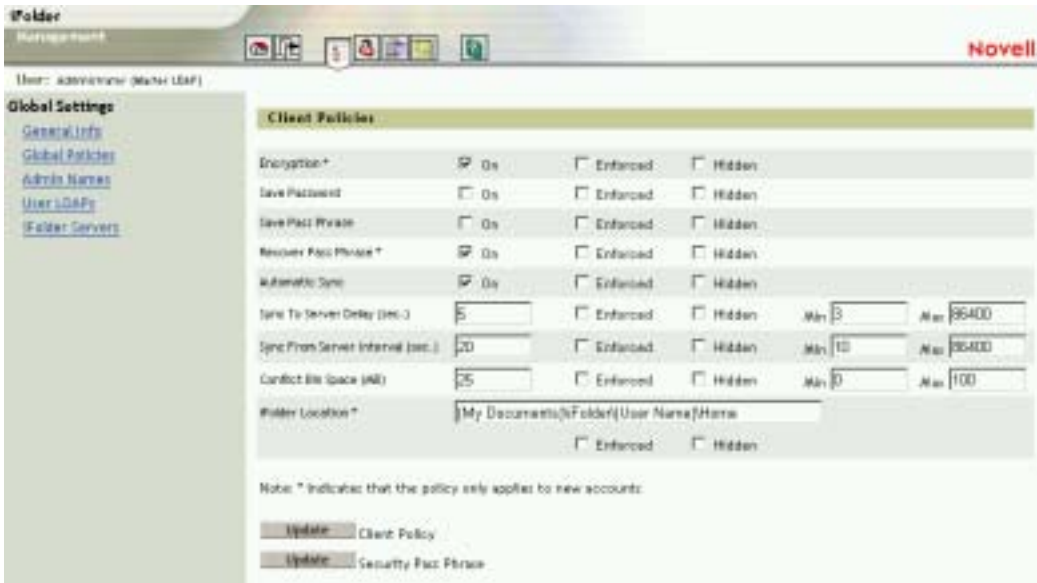 iFolder
Management
Novell
User: Administrator (Master LDAP)
Global Settings
General Info
Global Policies
Admin Names
User LDAPs
iFolder Servers
Client Policies
Encryption * On Enforced Hidden
Save Password On Enforced Hidden
Save Pass Phrase On Enforced Hidden
Recover Pass Phrase * On Enforced Hidden
Automatic Sync On Enforced Hidden
Sync To Server Delay (sec.) 5 Enforced Hidden Min 3 Max 86400
Sync From Server Interval (sec.) 20 Enforced Hidden Min 10 Max 86400
Conflict Bin Space (MB) 25 Enforced Hidden Min 0 Max 100
iFolder Location * [My Documents]\iFolder\[User Name]\Home
Enforced Hidden
Note: * Indicates that the policy only applies to new accounts
Update Client Policy
Update Security Pass Phrase